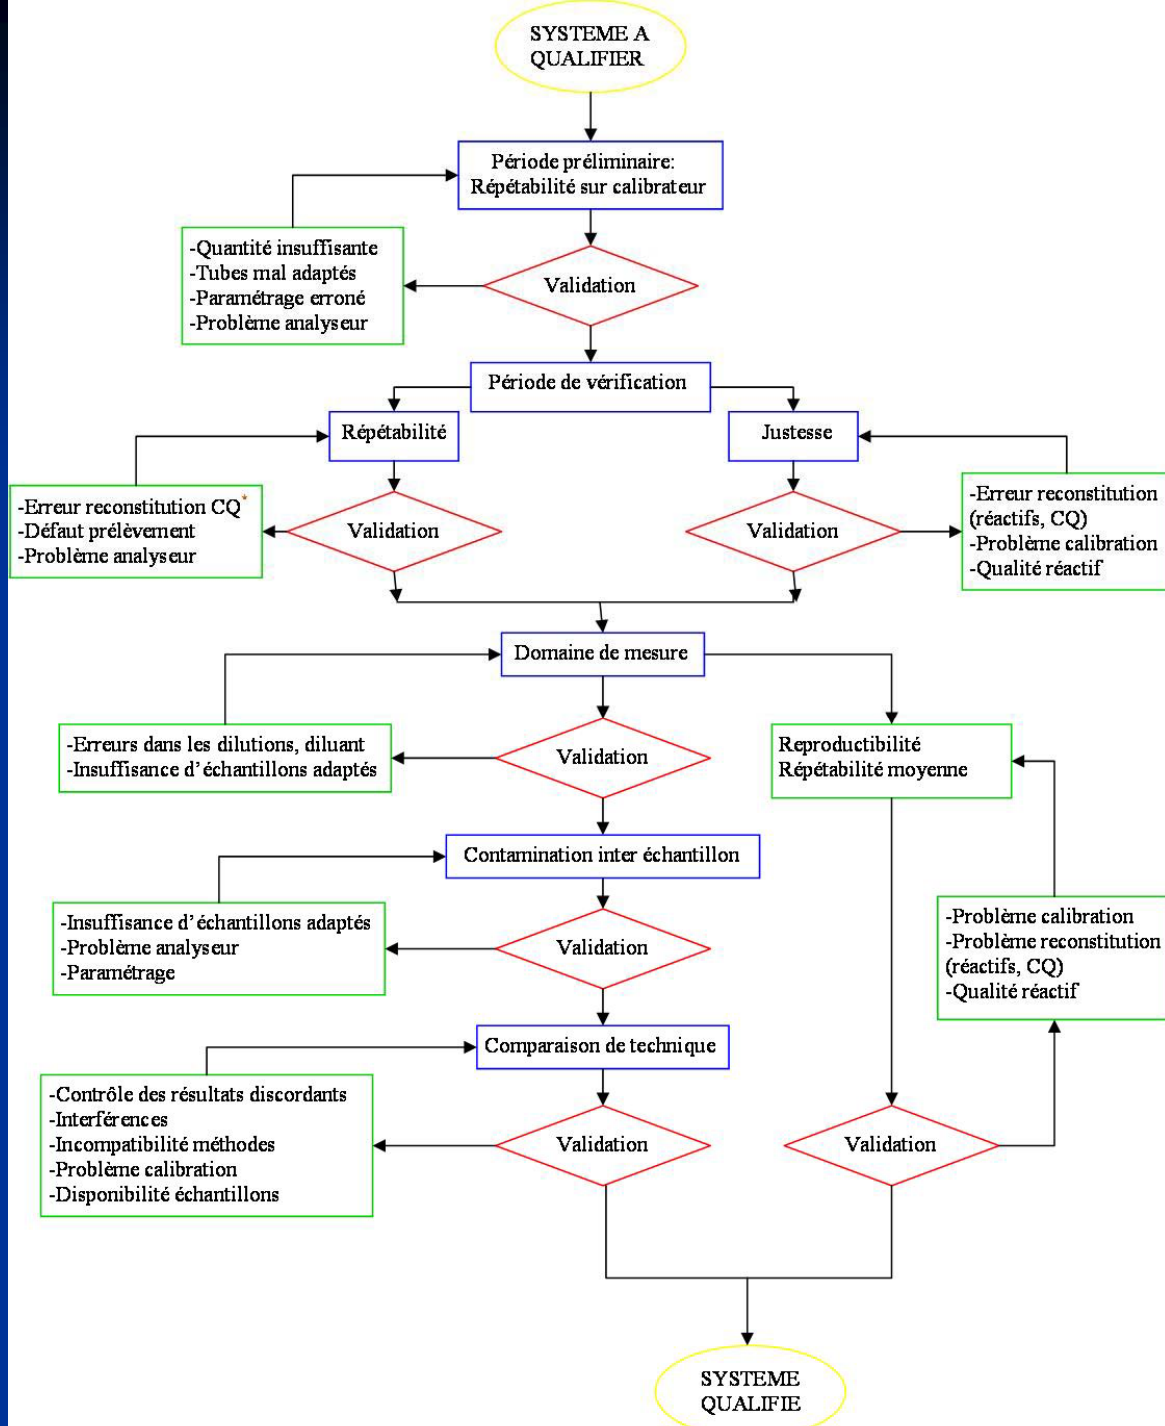 SYSTEME A
QUALIFIER
Période préliminaire:
Répétabilité sur calibrateur
-Quantité insuffisante
-Tubes mal adaptés
-Paramétrage erroné
-Problème analyseur
Validation
Période de vérification
Répétabilité
Justesse
-Erreur reconstitution CQ*
-Défaut prélèvement
-Problème analyseur
Validation
Validation
-Erreur reconstitution
(réactifs, CQ)
-Problème calibration
-Qualité réactif
Domaine de mesure
-Erreurs dans les dilutions, diluant
-Insuffisance d'échantillons adaptés
Validation
Reproductibilité
Répétabilité moyenne
Contamination inter échantillon
-Insuffisance d'échantillons adaptés
-Problème analyseur
-Paramétrage
Validation
-Problème calibration
-Problème reconstitution
(réactifs, CQ)
-Qualité réactif
Comparaison de technique
-Contrôle des résultats discordants
-Interférences
-Incompatibilité méthodes
-Problème calibration
-Disponibilité échantillons
Validation
Validation
SYSTEME
QUALIFIE